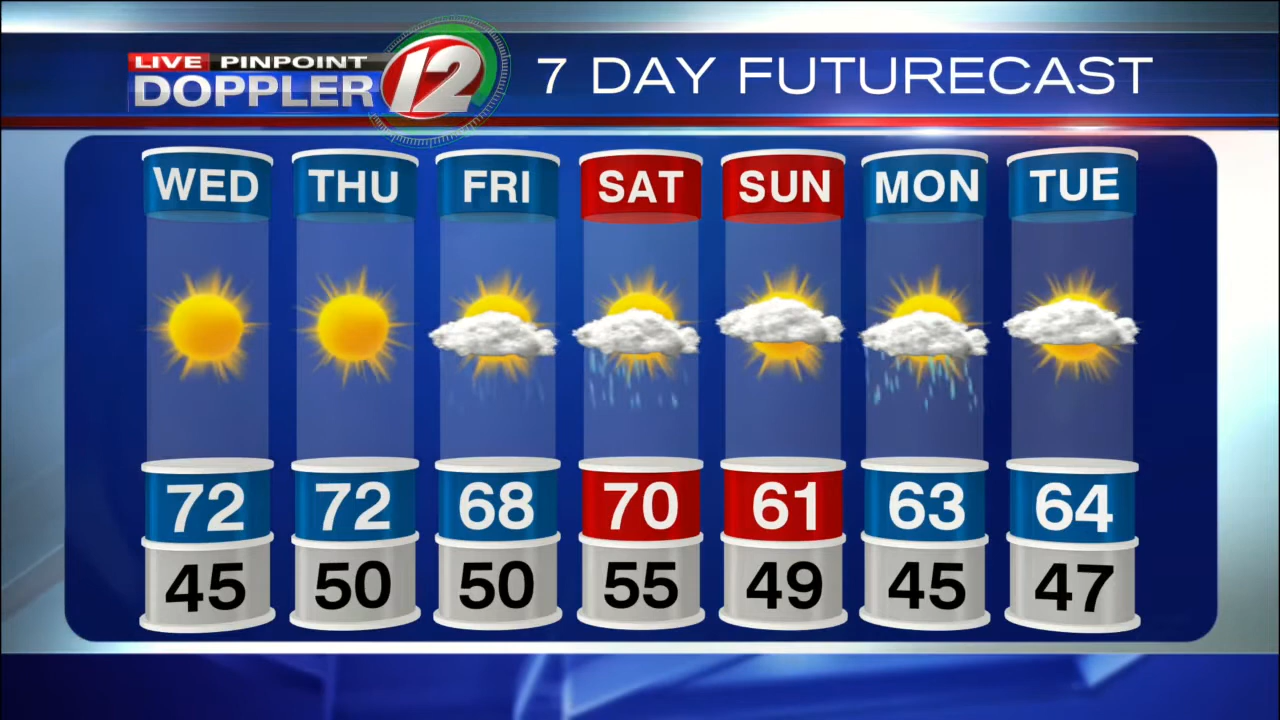 LIVE PINPOINT
DOPPLER 12
7 DAY FUTURECAST
WED THU FRI SAT SUN MON TUE
72 72 68 70 61 63 64
45 50 50 55 49 45 47